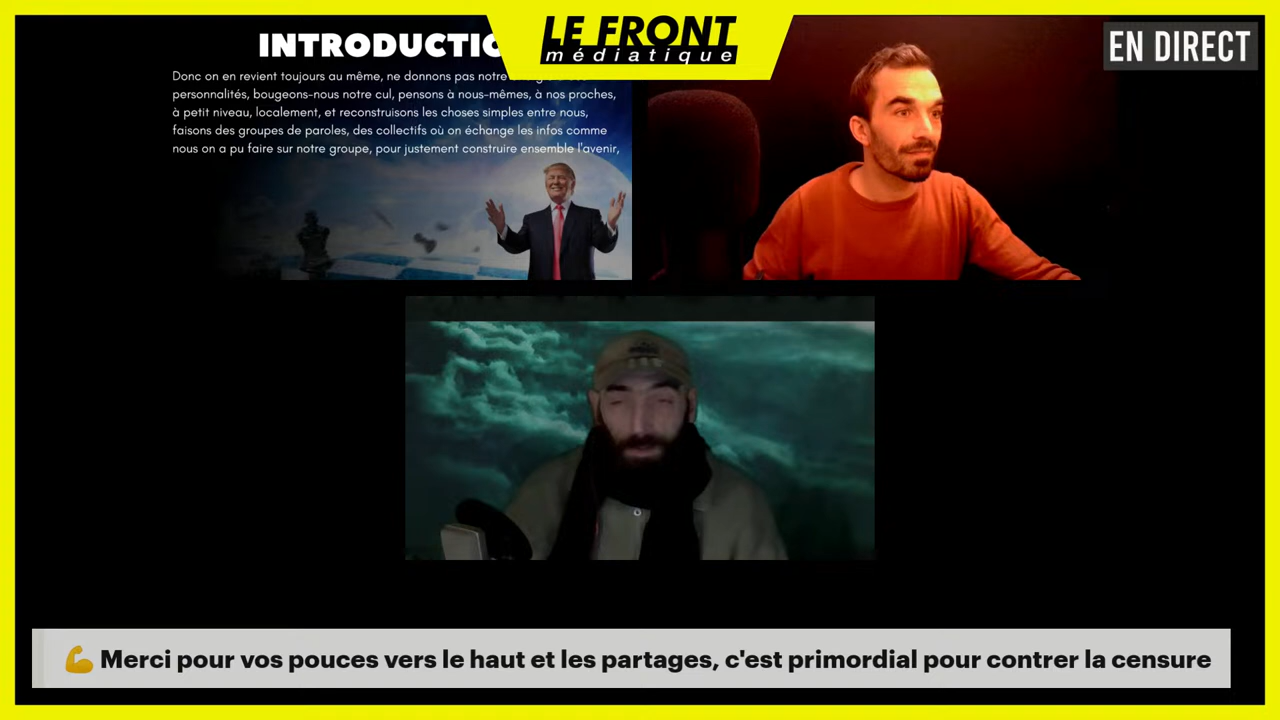 LE FRONT
médiatique
EN DIRECT
INTRODUCTIO
Donc on en revient toujours au même, ne donnons pas notre
personnalités, bougeons-nous notre cul, pensons à nous-mêmes, à nos proches,
à petit niveau, localement, et reconstruisons les choses simples entre nous,
faisons des groupes de paroles, des collectifs où on échange les infos comme
nous on a pu faire sur notre groupe, pour justement construire ensemble l'avenir,
💪 Merci pour vos pouces vers le haut et les partages, c'est primordial pour contrer la censure